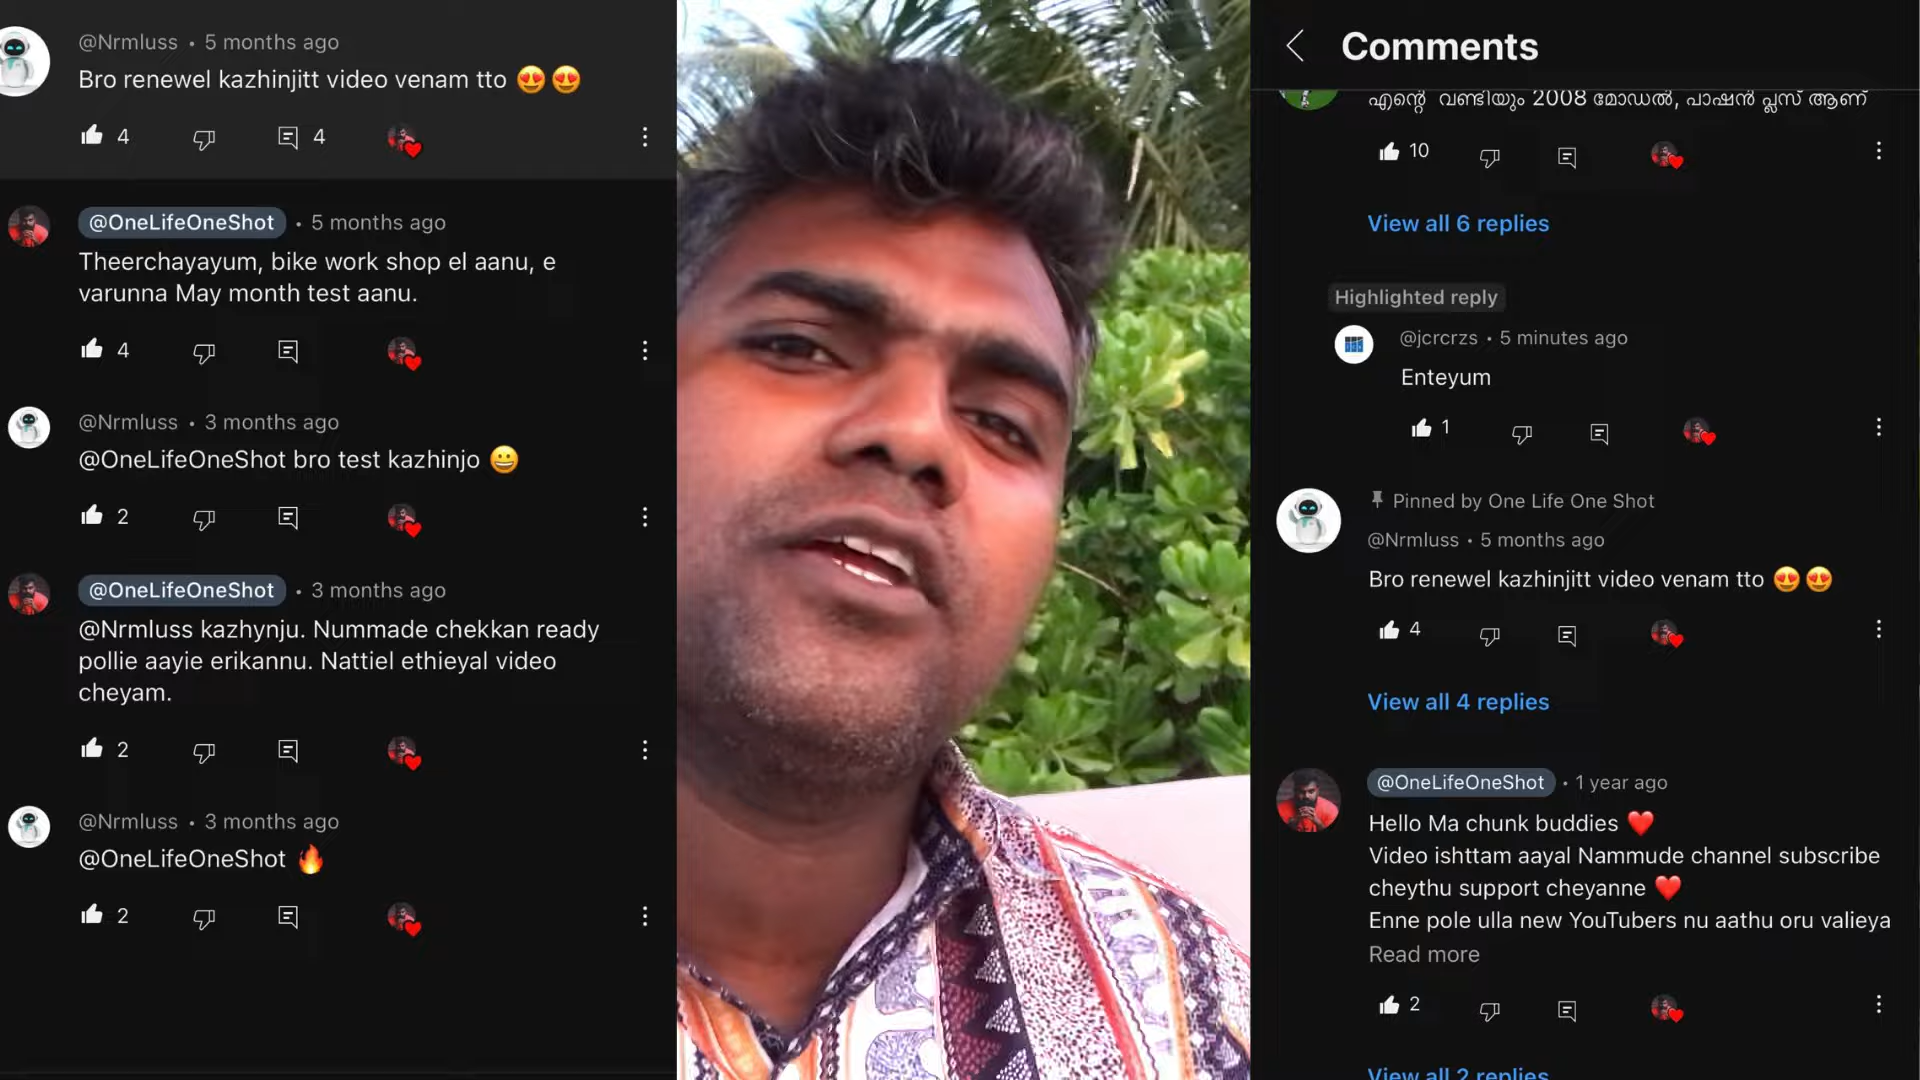 @Nrmluss • 5 months ago
Bro renewel kazhinjitt video venam tto 😍😍
4
4
@OneLifeOneShot • 5 months ago
Theerchayayum, bike work shop el aanu, e
varunna May month test aanu.
4
@Nrmluss • 3 months ago
@OneLifeOneShot bro test kazhinjo 😀
2
@OneLifeOneShot • 3 months ago
@Nrmluss kazhynju. Nummade chekkan ready
pollie aayie erikannu. Nattiel ethieyal video
cheyam.
2
@Nrmluss • 3 months ago
@OneLifeOneShot 🔥
2
Comments
എന്റെ വണ്ടിയും 2008 മോഡൽ, പാഷൻ പ്ലസ് ആണ്
10
View all 6 replies
Highlighted reply
@jcrcrzs • 5 minutes ago
Enteyum
1
Pinned by One Life One Shot
@Nrmluss • 5 months ago
Bro renewel kazhinjitt video venam tto 😍😍
4
View all 4 replies
@OneLifeOneShot • 1 year ago
Hello Ma chunk buddies ❤️
Video ishttam aayal Nammude channel subscribe
cheythu support cheyanne ❤️
Enne pole ulla new YouTubers nu aathu oru valieya
Read more
2
View all 2 replies